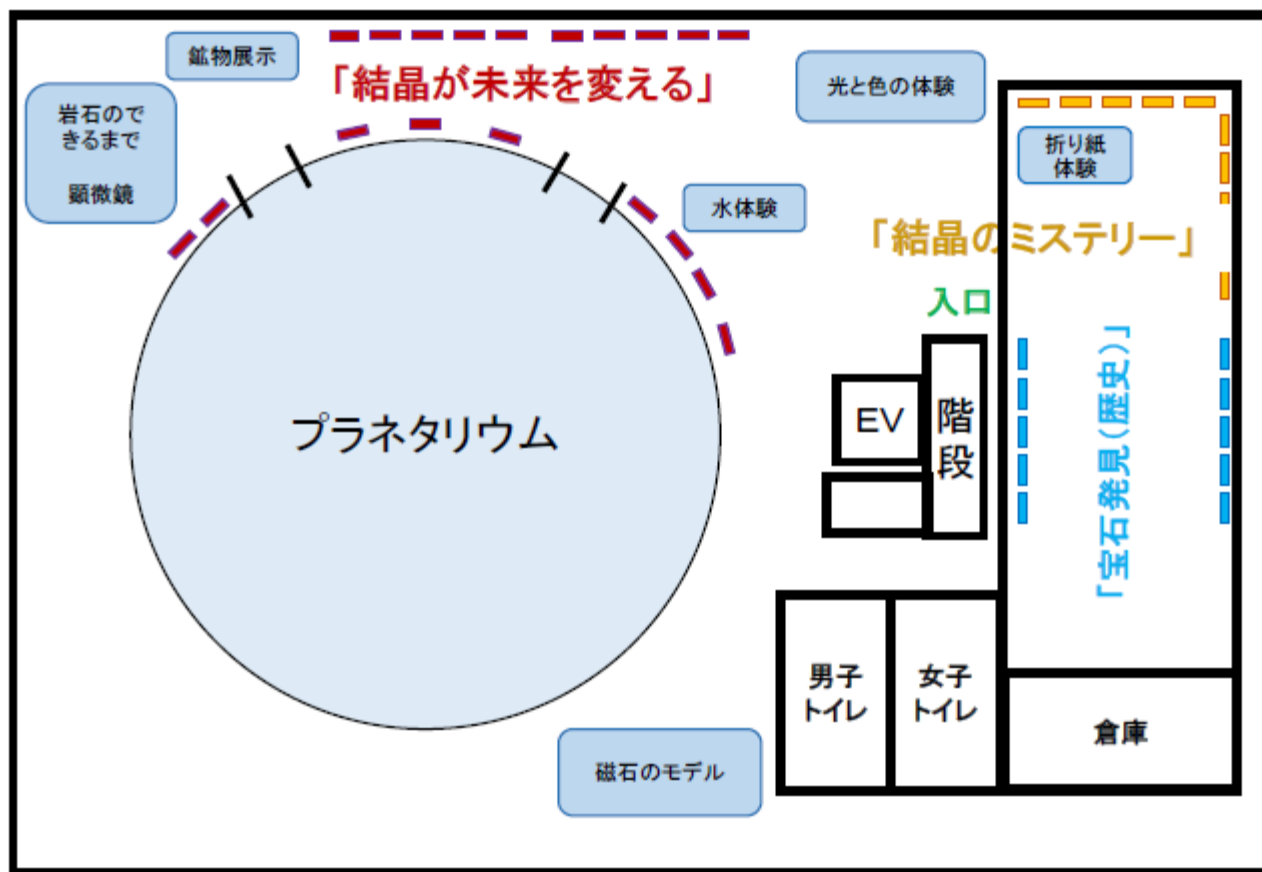 鉱物展示
「結晶が未来を変える」
光と色の体験
岩石ので
きるまで
顕微鏡
折り紙
体験
水体験
「結晶のミステリー」
入口
「宝石発見(歴史)」
EV
階
段
プラネタリウム
男子
トイレ
女子
トイレ
倉庫
磁石のモデル